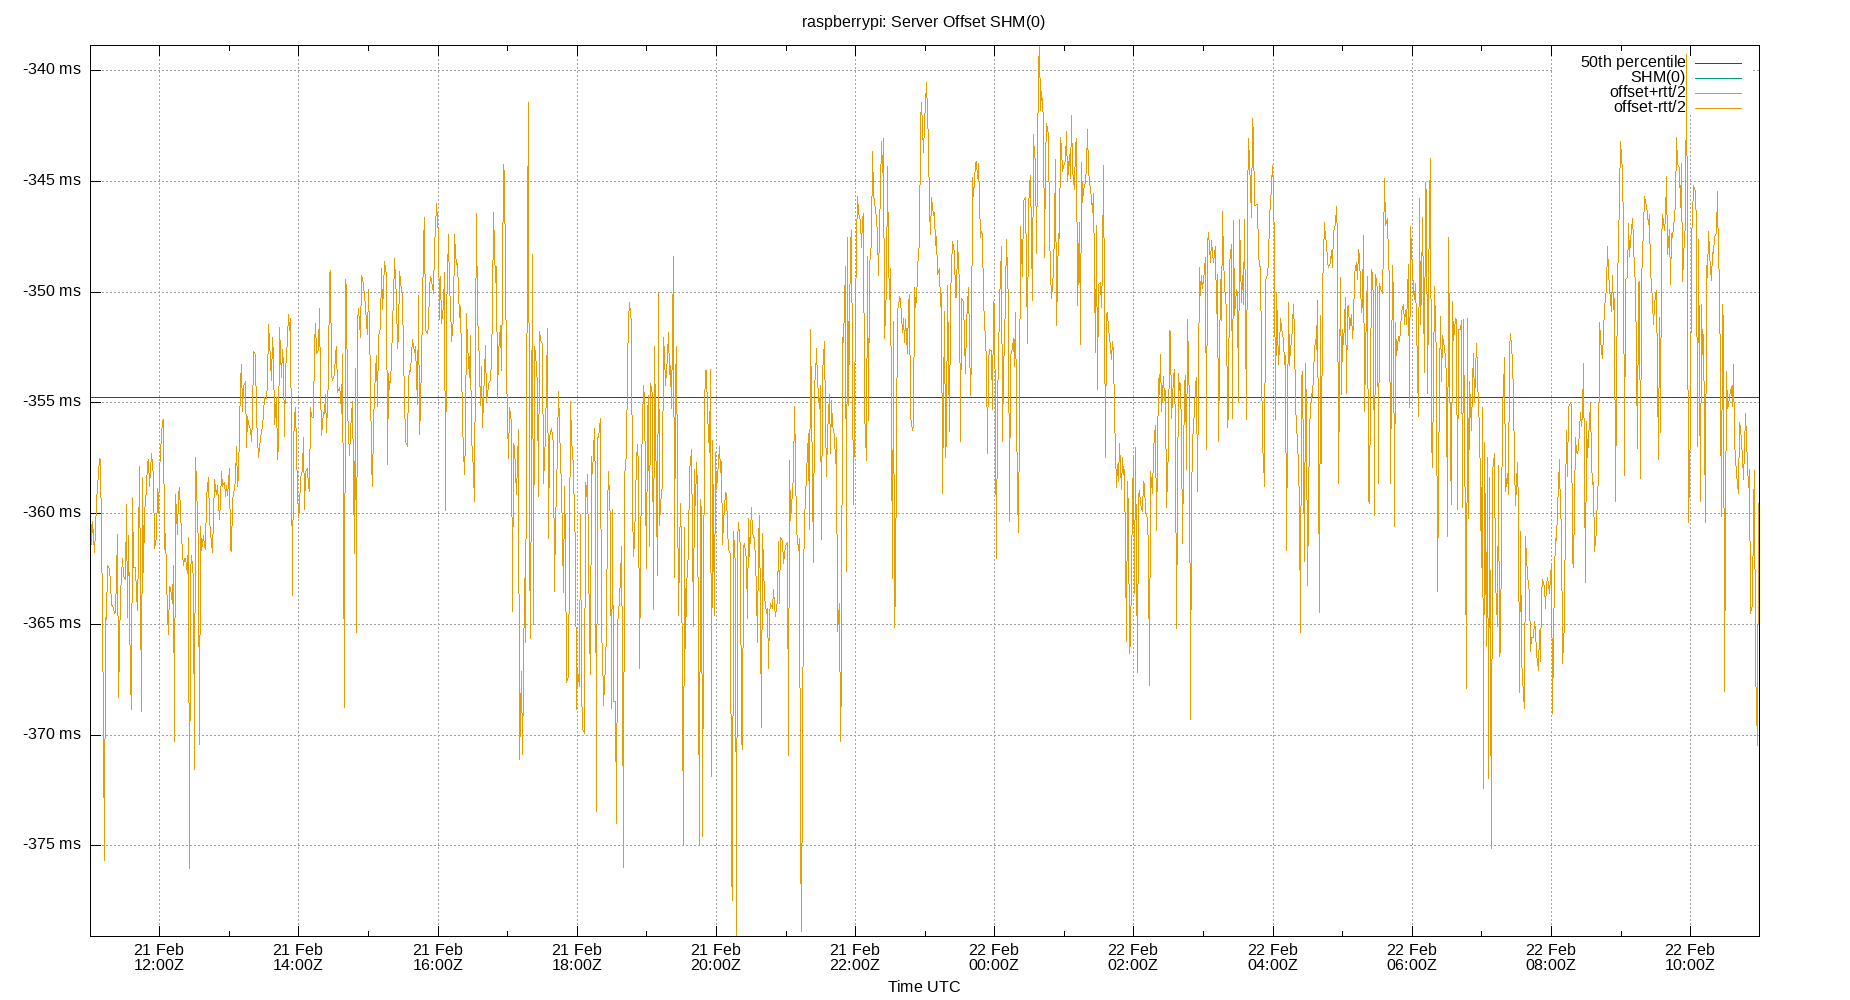 raspberrypi: Server Offset SHM(0)
50th percentile
SHM(0)
offset+rtt/2
offset-rtt/2
-340 ms
-345 ms
-350 ms
-355 ms
-360 ms
-365 ms
-370 ms
-375 ms
21 Feb 21 Feb 21 Feb 21 Feb 21 Feb 21 Feb 22 Feb 22 Feb 22 Feb 22 Feb 22 Feb 22 Feb
12:00Z 14:00Z 16:00Z 18:00Z 20:00Z 22:00Z 00:00Z 02:00Z 04:00Z 06:00Z 08:00Z 10:00Z
Time UTC